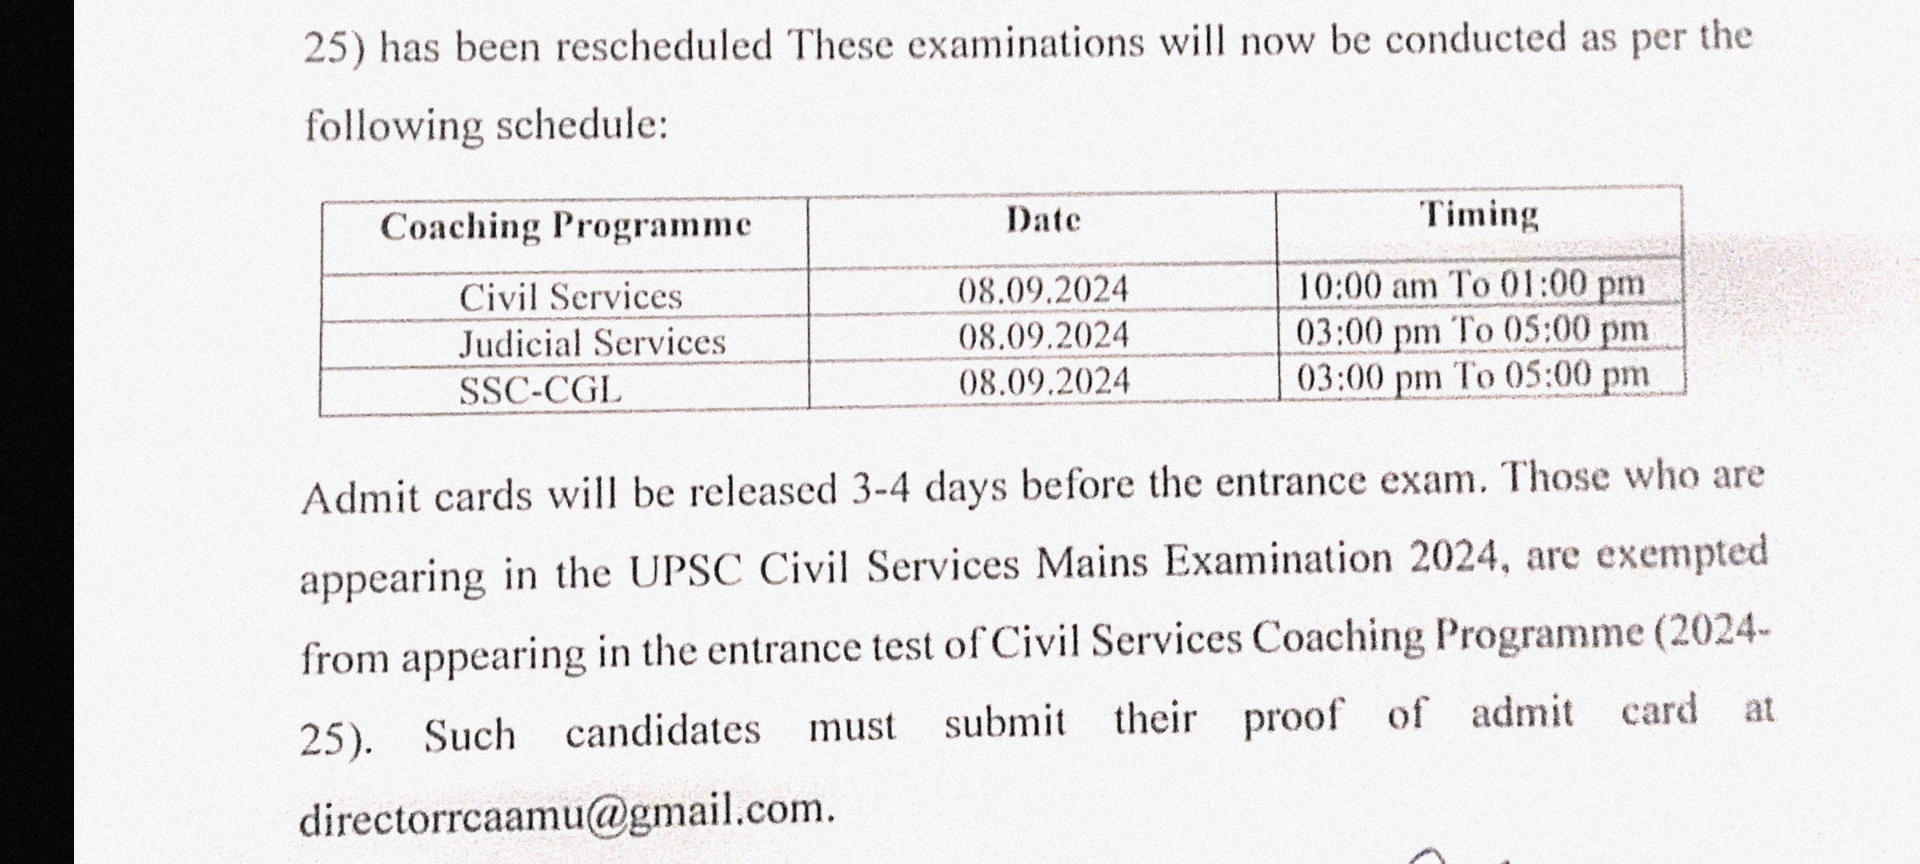 25) has been rescheduled These examinations will now be conducted as per the
following schedule:
Coaching Programme Date Timing
Civil Services 08.09.2024 10:00 am To 01:00 pm
Judicial Services 08.09.2024 03:00 pm To 05:00 pm
SSC-CGL 08.09.2024 03:00 pm To 05:00 pm
Admit cards will be released 3-4 days before the entrance exam. Those who are
appearing in the UPSC Civil Services Mains Examination 2024, are exempted
from appearing in the entrance test of Civil Services Coaching Programme (2024-
25). Such candidates must submit their proof of admit card at
directorrcaamu@gmail.com.